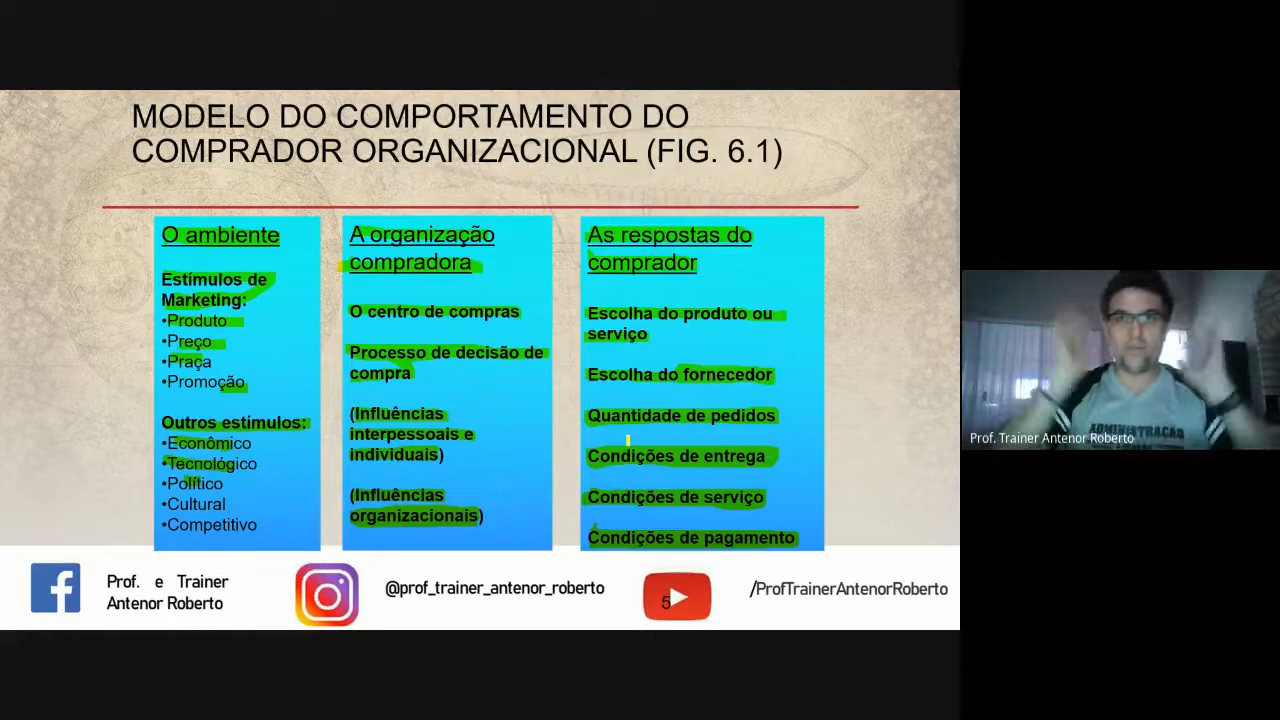 MODELO DO COMPORTAMENTO DO
COMPRADOR ORGANIZACIONAL (FIG. 6.1)
O ambiente
Estímulos de
Marketing:
•Produto
•Preço
•Praça
•Promoção
Outros estímulos:
•Econômico
•Tecnológico
•Político
•Cultural
•Competitivo
A organização
compradora
O centro de compras
Processo de decisão de
compra
(Influências
interpessoais e
individuais)
(Influências
organizacionais)
As respostas do
comprador
Escolha do produto ou
serviço
Escolha do fornecedor
Quantidade de pedidos
Condições de entrega
Condições de serviço
Condições de pagamento
Prof. e Trainer
Antenor Roberto
@prof_trainer_antenor_roberto
5
/ProfTrainerAntenorRoberto
ADMINISTRAÇÃO
Prof. Trainer Antenor Roberto